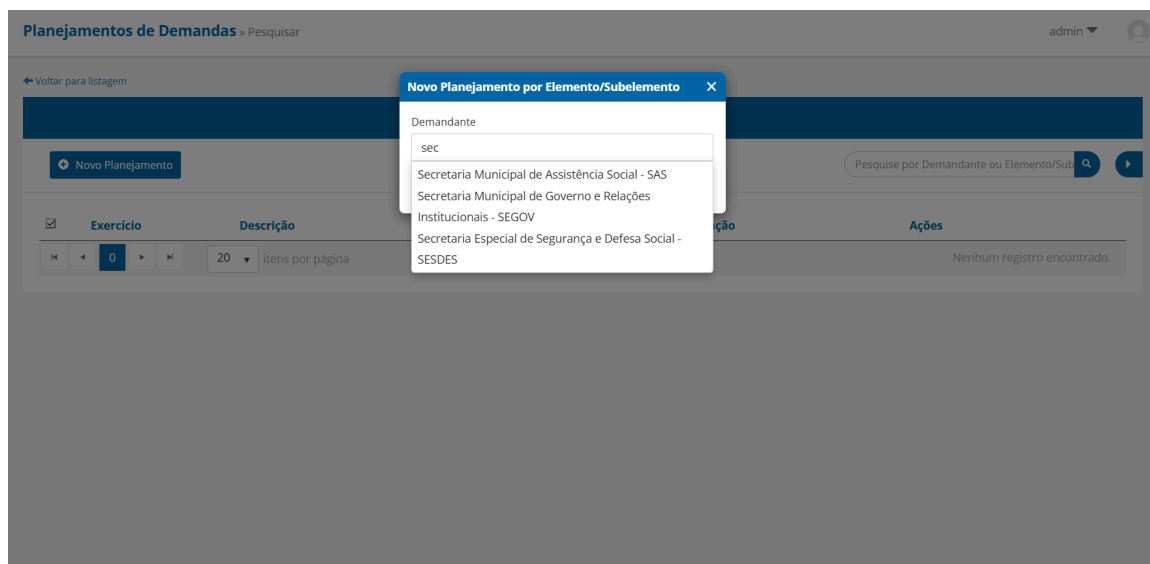 Planejamentos de Demandas » Pesquisar
admin
Voltar para listagem
Novo Planejamento por Elemento/Subelemento ×
Demandante
sec
Secretaria Municipal de Assistência Social - SAS
Secretaria Municipal de Governo e Relações
Institucionais - SEGOV
Secretaria Especial de Segurança e Defesa Social -
SESDES
Novo Planejamento
Pesquise por Demandante ou Elemento/Sub
Exercício
Descrição
ção
Ações
0
20
itens por página
Nenhum registro encontrado.